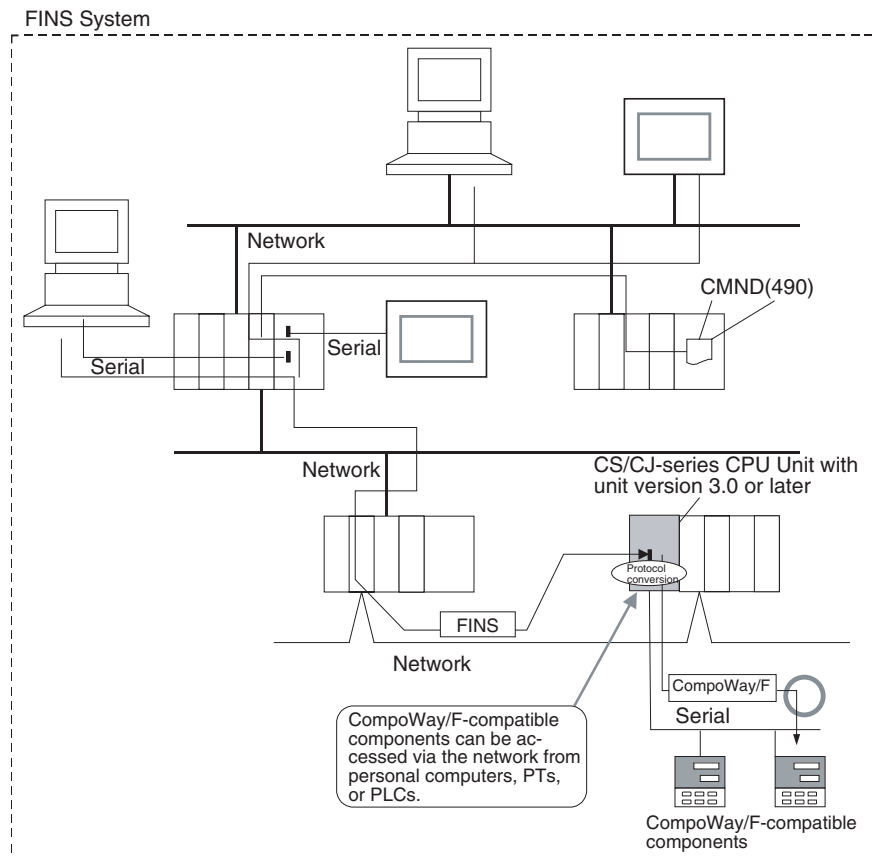 FINS System
Network
CMND(490)
Serial
Serial
Network
CS/CJ-series CPU Unit with
unit version 3.0 or later
Protocol
conversion
FINS
Network
CompoWay/F
Serial
CompoWay/F-compatible
components can be ac-
cessed via the network from
personal computers, PTs,
or PLCs.
CompoWay/F-compatible
components